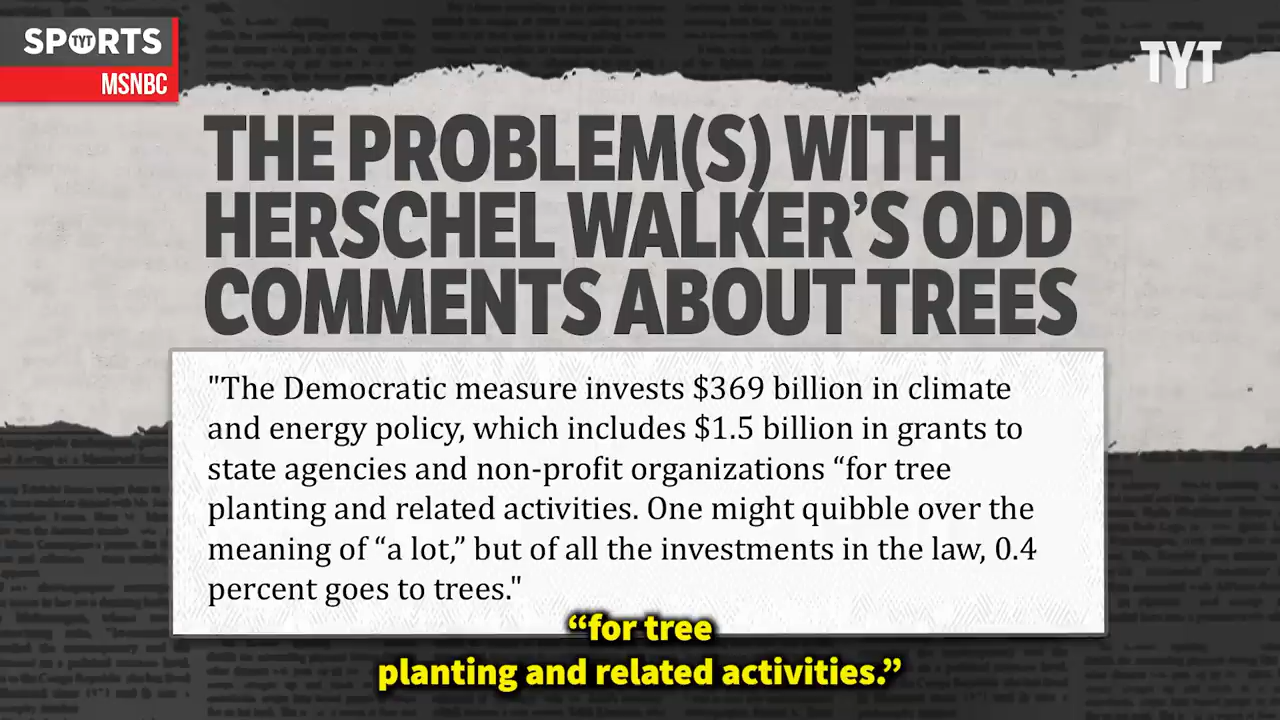 SPORTS
TYT
MSNBC
TYT
THE PROBLEM(S) WITH
HERSCHEL WALKER’S ODD
COMMENTS ABOUT TREES
"The Democratic measure invests $369 billion in climate
and energy policy, which includes $1.5 billion in grants to
state agencies and non-profit organizations “for tree
planting and related activities. One might quibble over the
meaning of “a lot,” but of all the investments in the law, 0.4
percent goes to trees."
“for tree
planting and related activities.”